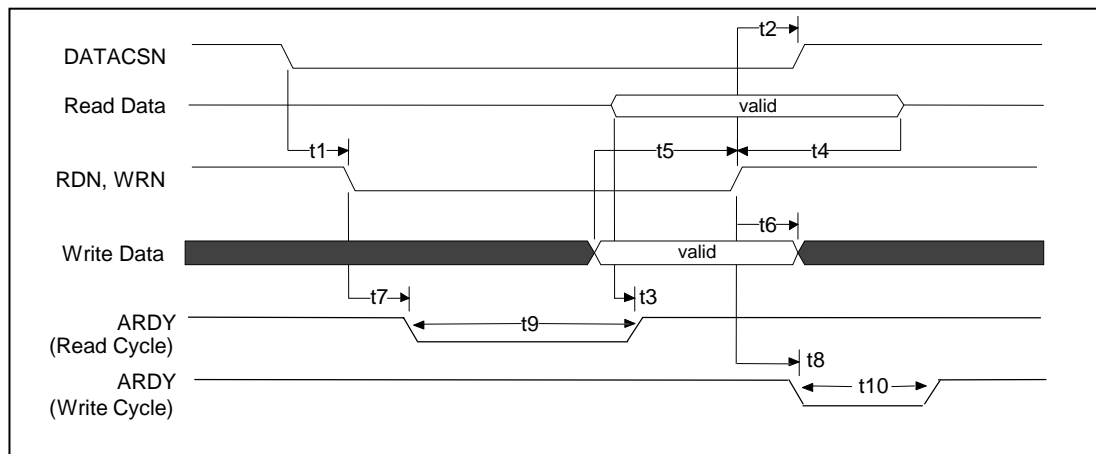 t2
DATACSN
Read Data
valid
t1
t5
t4
RDN, WRN
t6
Write Data
valid
t7
t3
ARDY
(Read Cycle)
t9
t8
ARDY
(Write Cycle)
t10